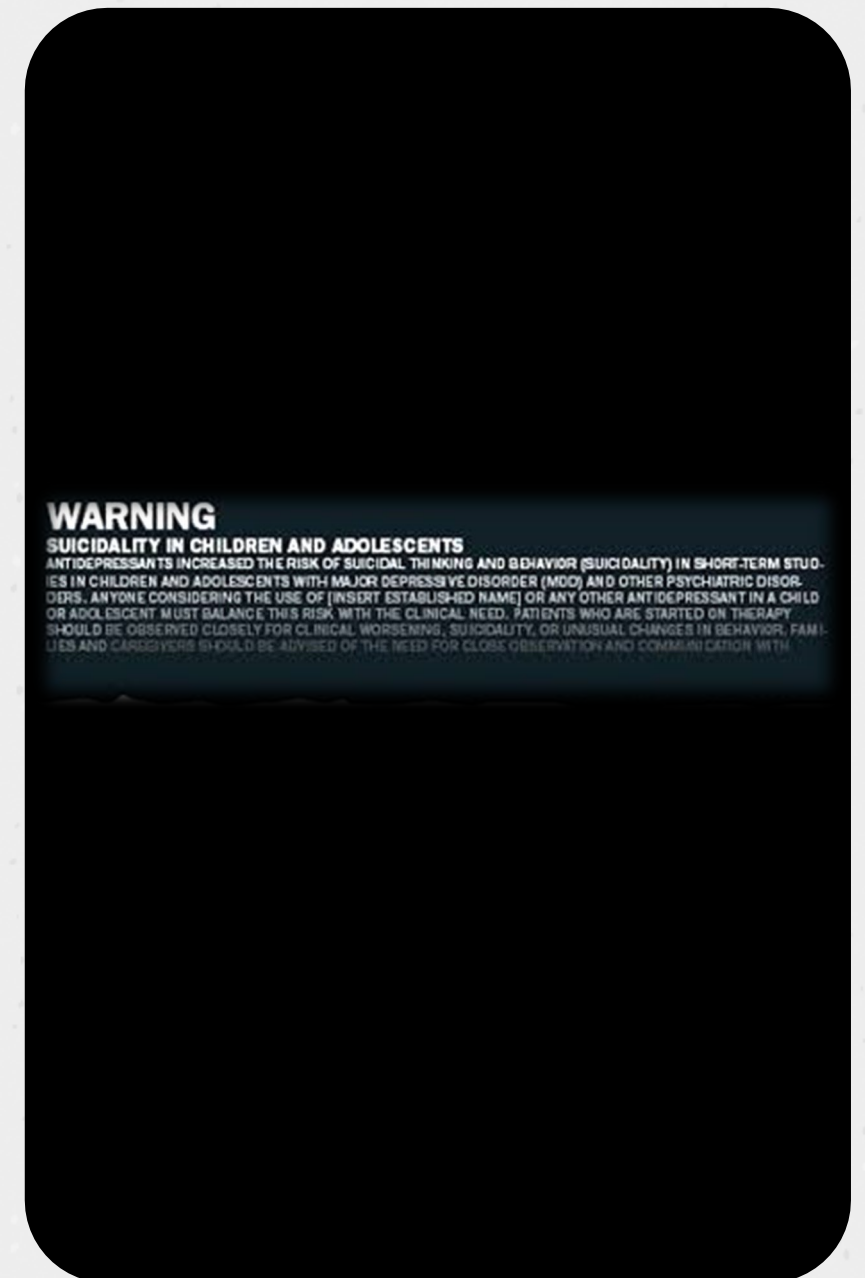 WARNING
SUICIDALITY IN CHILDREN AND ADOLESCENTS
ANTIDEPRESSANTS INCREASED THE RISK OF SUICIDAL THINKING AND BEHAVIOR (SUICIDALITY) IN SHORT-TERM STUD-
IES IN CHILDREN AND ADOLESCENTS WITH MAJOR DEPRESSIVE DISORDER (MDD) AND OTHER PSYCHIATRIC DISOR-
DERS. ANYONE CONSIDERING THE USE OF [INSERT ESTABLISHED NAME] OR ANY OTHER ANTIDEPRESSANT IN A CHILD
OR ADOLESCENT MUST BALANCE THIS RISK WITH THE CLINICAL NEED. PATIENTS WHO ARE STARTED ON THERAPY
SHOULD BE OBSERVED CLOSELY FOR CLINICAL WORSENING, SUICIDALITY, OR UNUSUAL CHANGES IN BEHAVIOR. FAMI-
LIES AND CAREGIVERS SHOULD BE ADVISED OF THE NEED FOR CLOSE OBSERVATION AND COMMUNICATION WITH